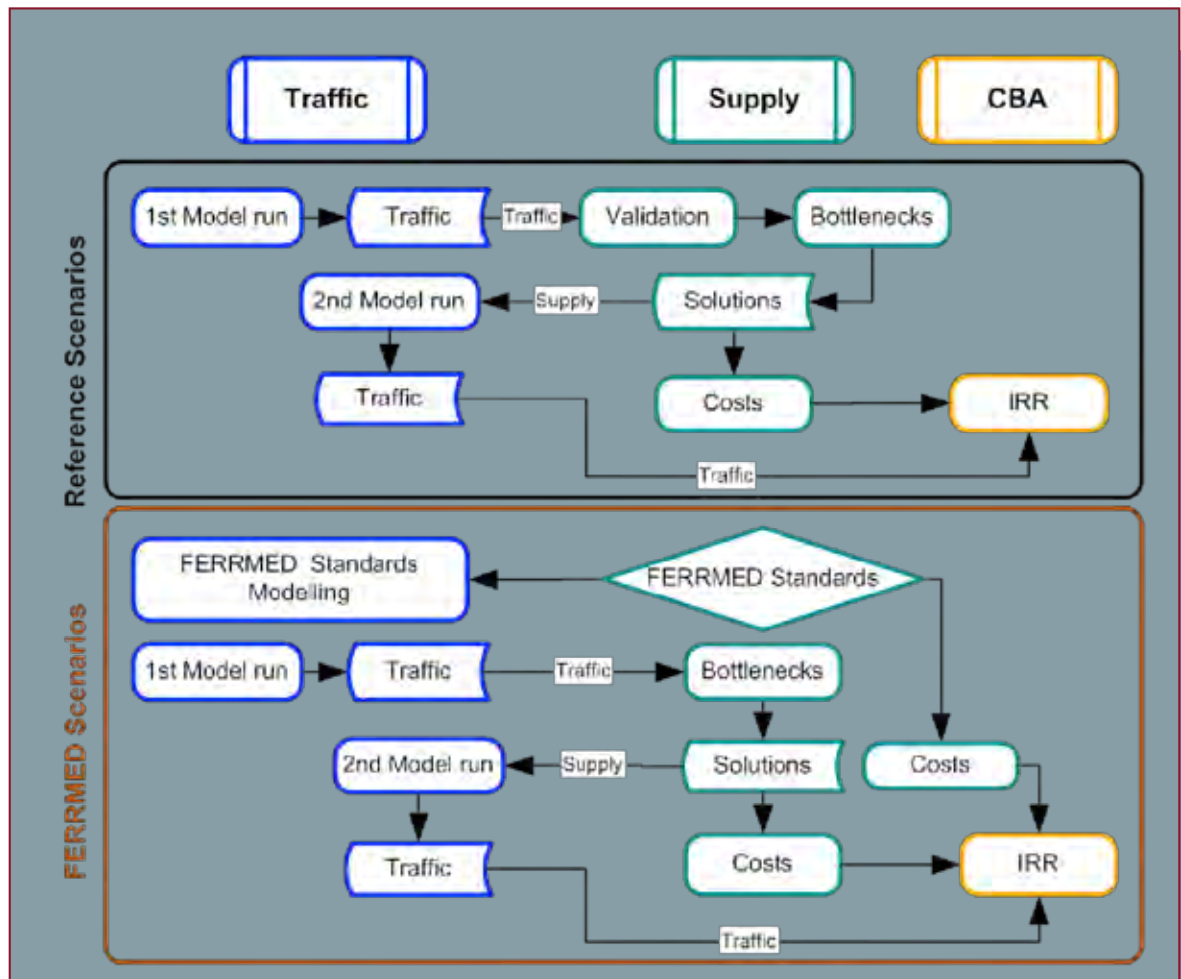 Traffic
Supply
CBA
Reference Scenarios
1st Model run
Traffic
Traffic
Validation
Bottlenecks
2nd Model run
Supply
Solutions
Traffic
Costs
IRR
Traffic
FERRMED Scenarios
FERRMED Standards
Modelling
FERRMED Standards
1st Model run
Traffic
Traffic
Bottlenecks
2nd Model run
Supply
Solutions
Costs
Traffic
Costs
IRR
Traffic